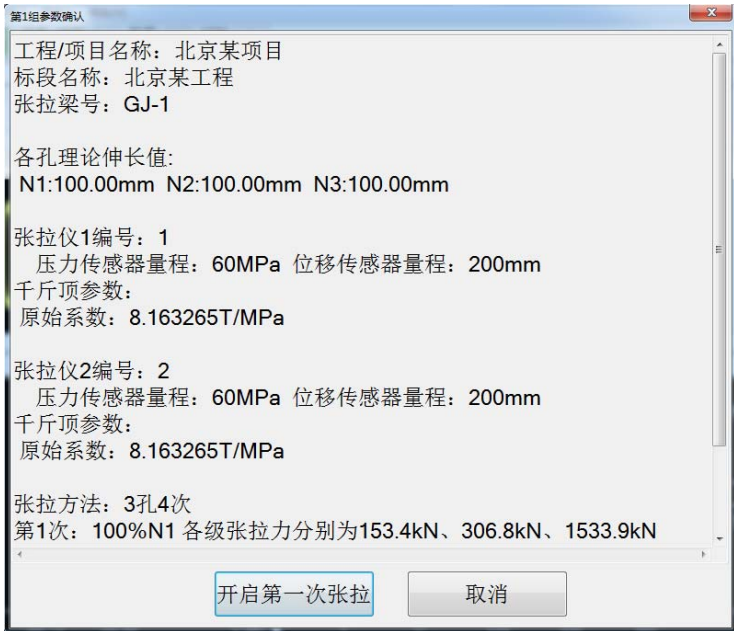 第1组参数确认
工程/项目名称：北京某项目
标段名称：北京某工程
张拉梁号：GJ-1
各孔理论伸长值:
N1:100.00mm N2:100.00mm N3:100.00mm
张拉仪1编号：1
压力传感器量程：60MPa 位移传感器量程：200mm
千斤顶参数：
原始系数：8.163265T/MPa
张拉仪2编号：2
压力传感器量程：60MPa 位移传感器量程：200mm
千斤顶参数：
原始系数：8.163265T/MPa
张拉方法：3孔4次
第1次：100%N1 各级张拉力分别为153.4kN、306.8kN、1533.9kN
开启第一次张拉 取消